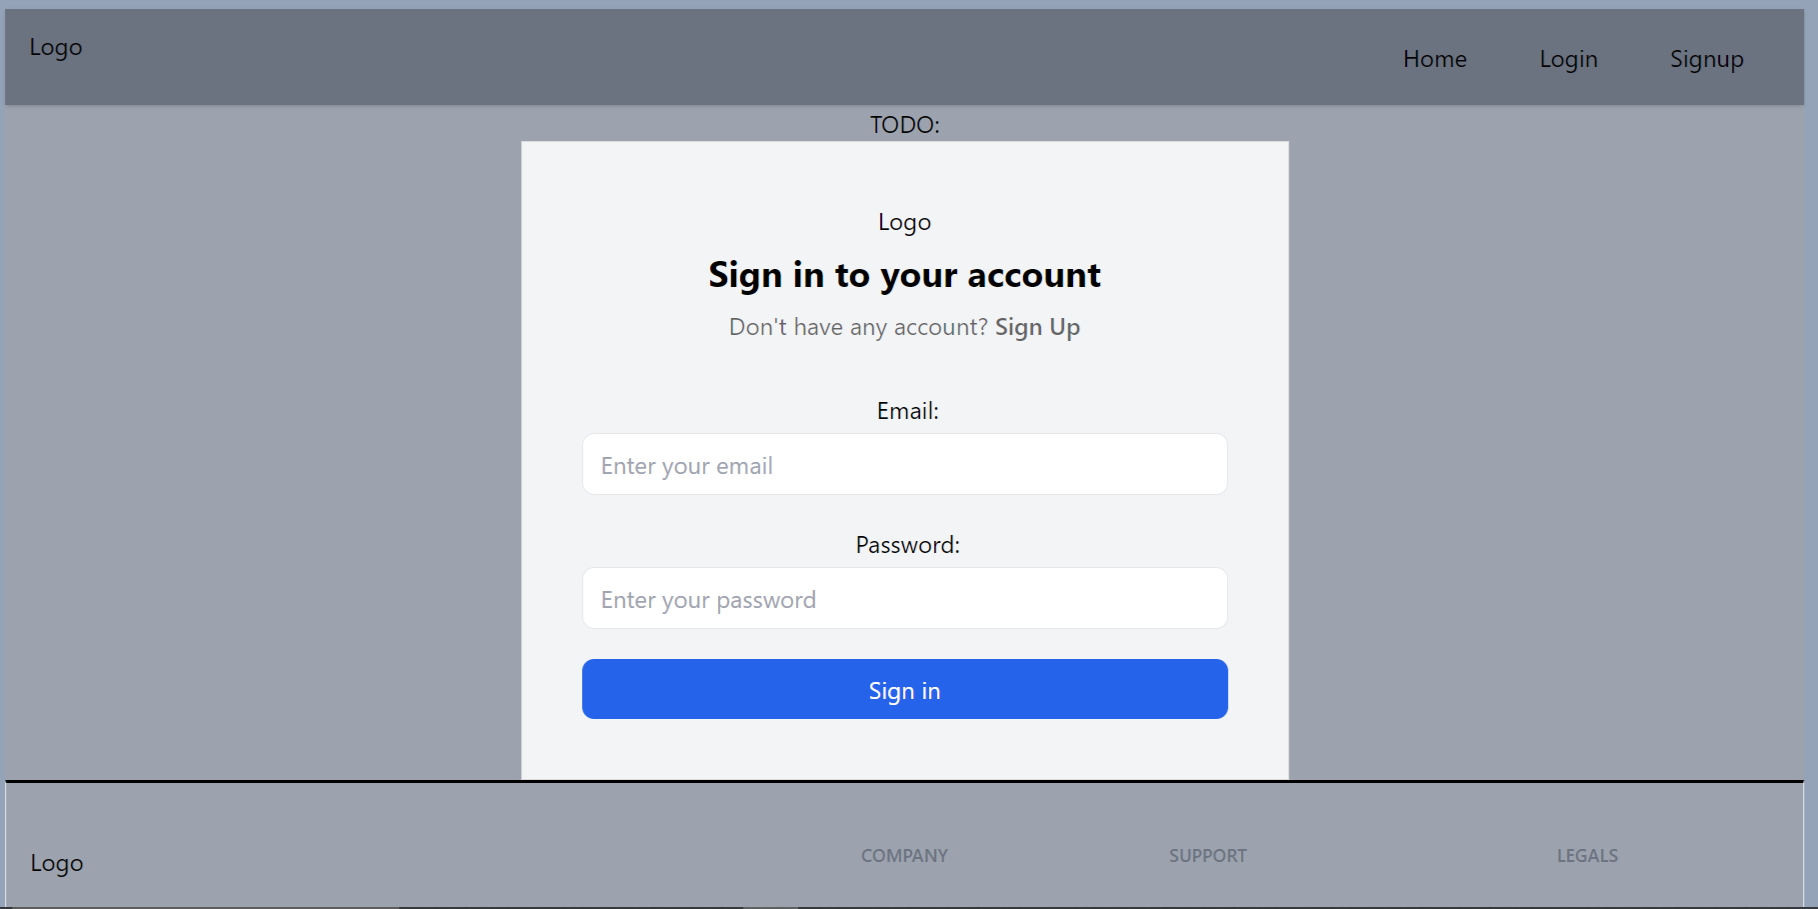 Logo
Home Login Signup
TODO:
Logo
Sign in to your account
Don't have any account? Sign Up
Email:
Enter your email
Password:
Enter your password
Sign in
Logo
COMPANY SUPPORT LEGALS